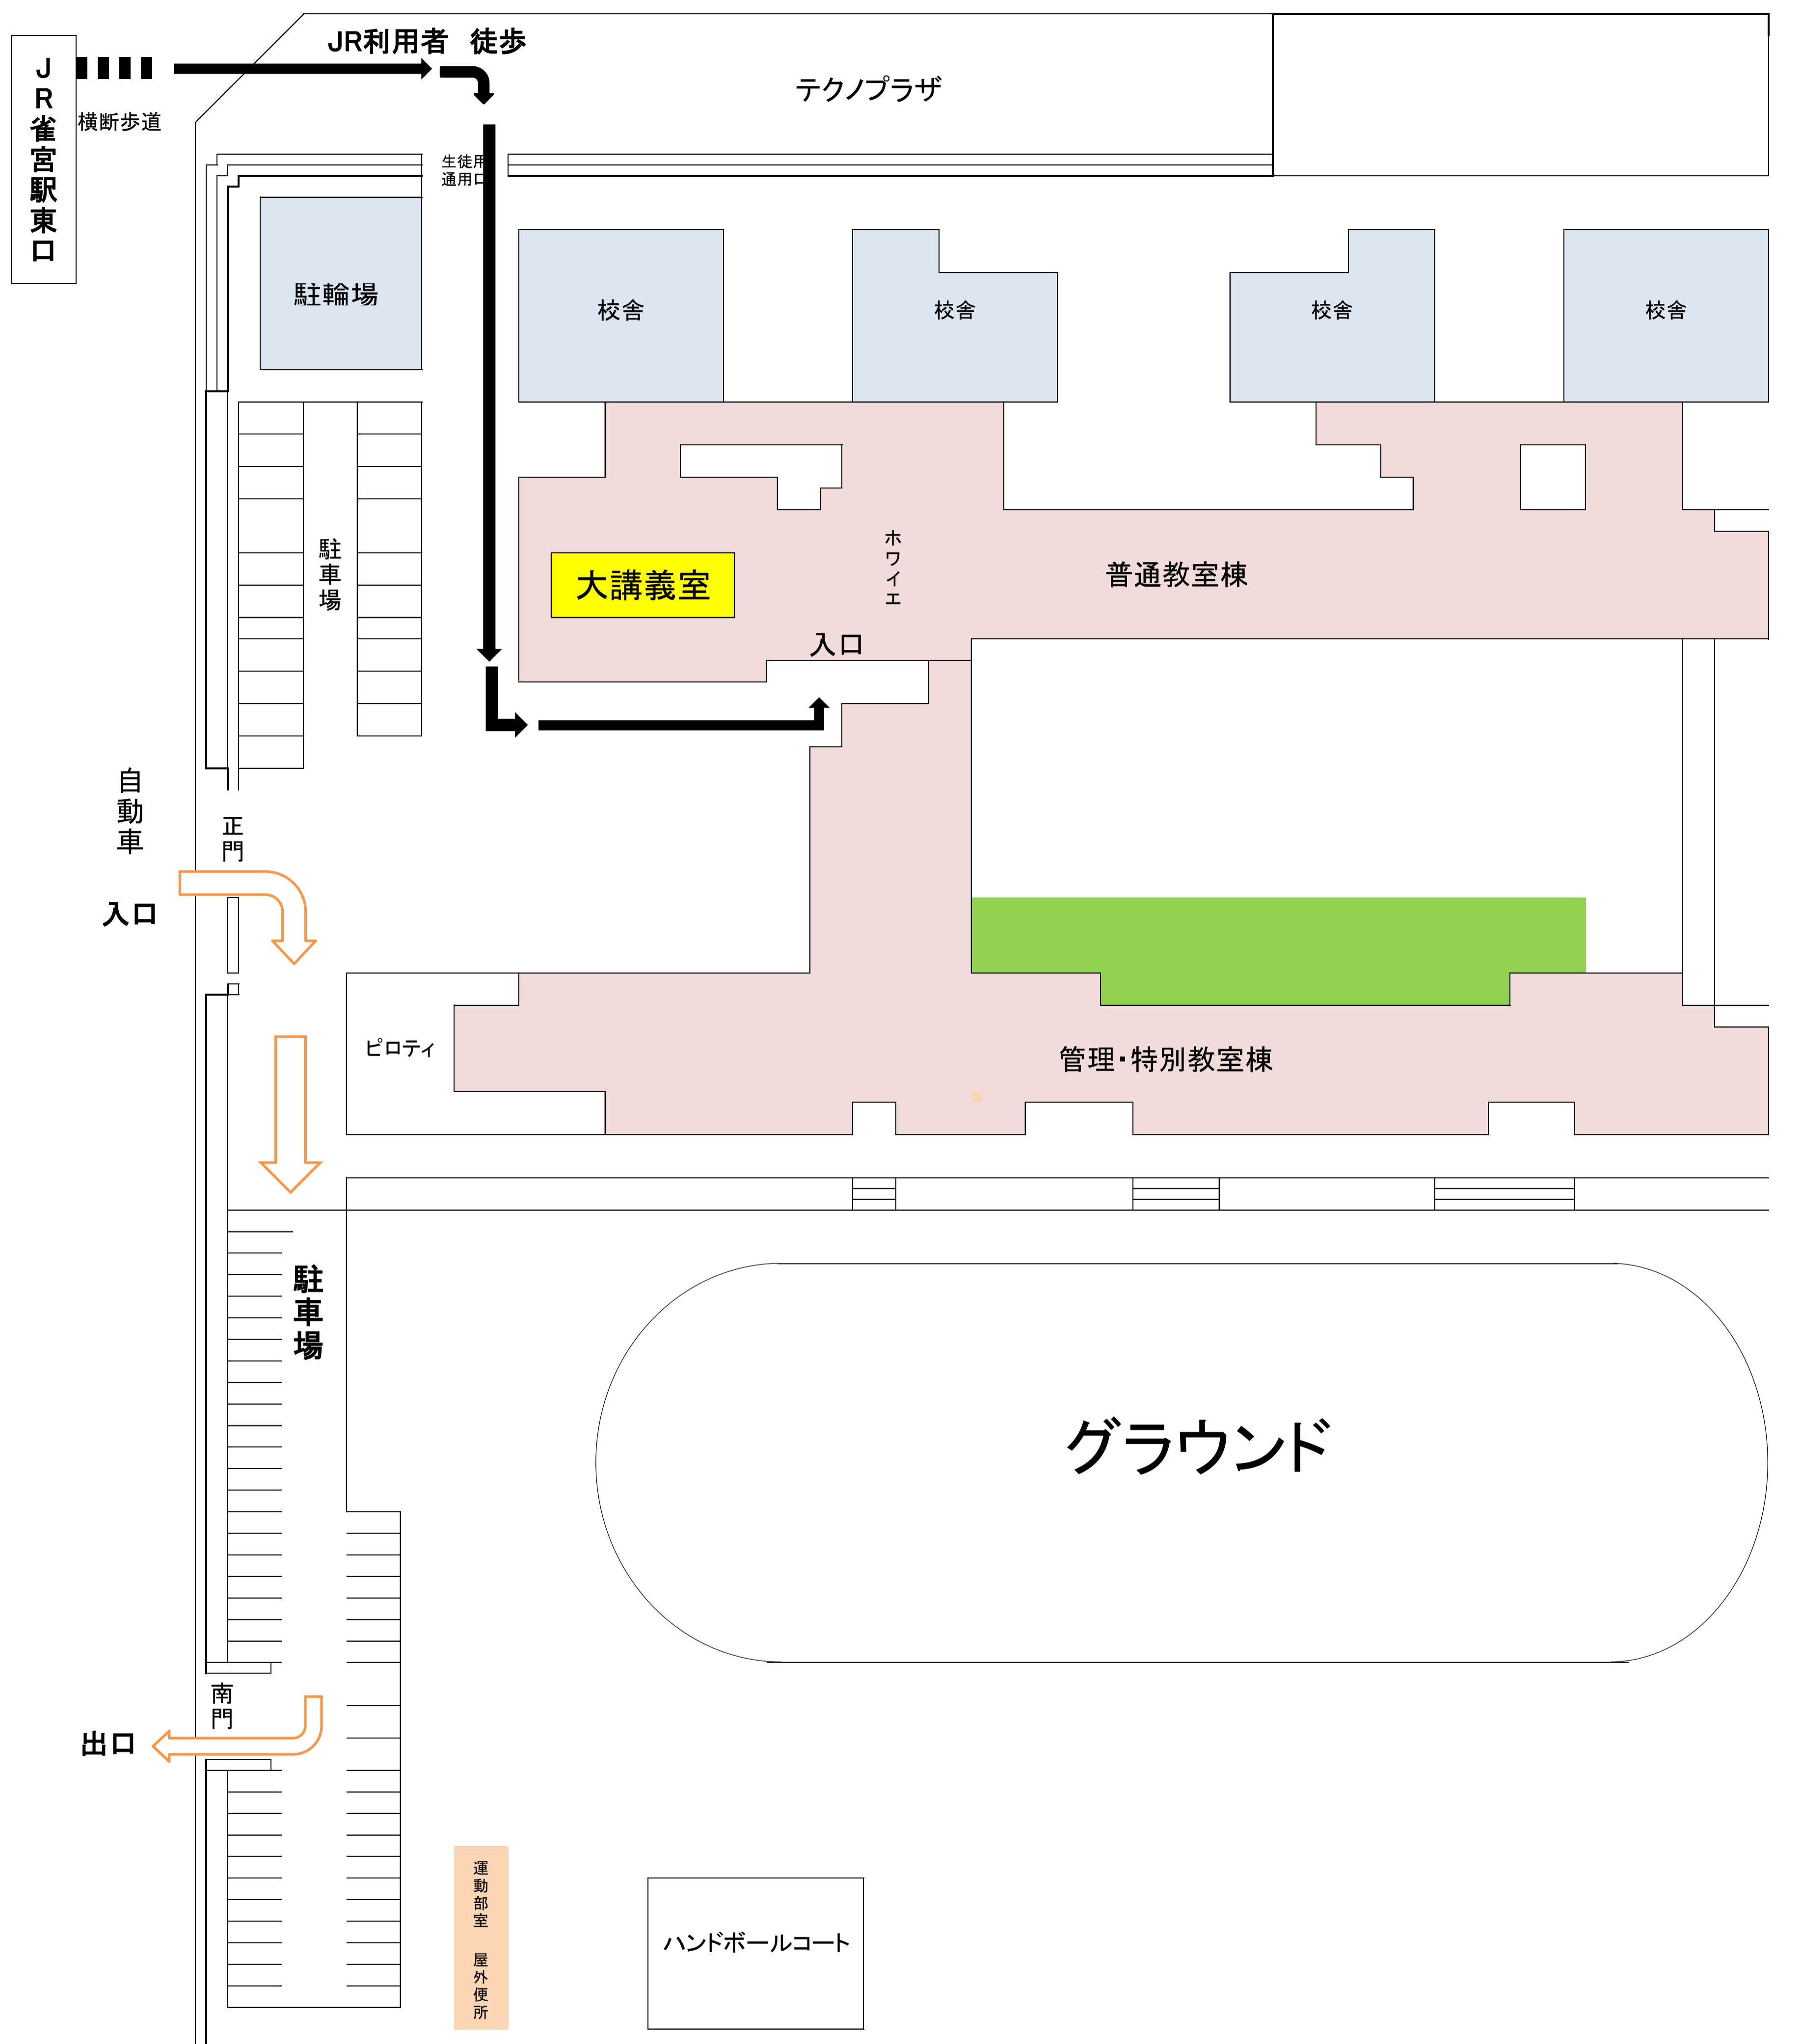 JR利用者　徒歩
JR雀宮駅東口
横断歩道
テクノプラザ
生徒用
通用口
駐輪場
校舎
校舎
校舎
校舎
駐車場
ホワイエ
大講義室
普通教室棟
入口
自動車
正門
入口
ピロティ
管理・特別教室棟
駐車場
グラウンド
南門
出口
運動部室　屋外便所
ハンドボールコート